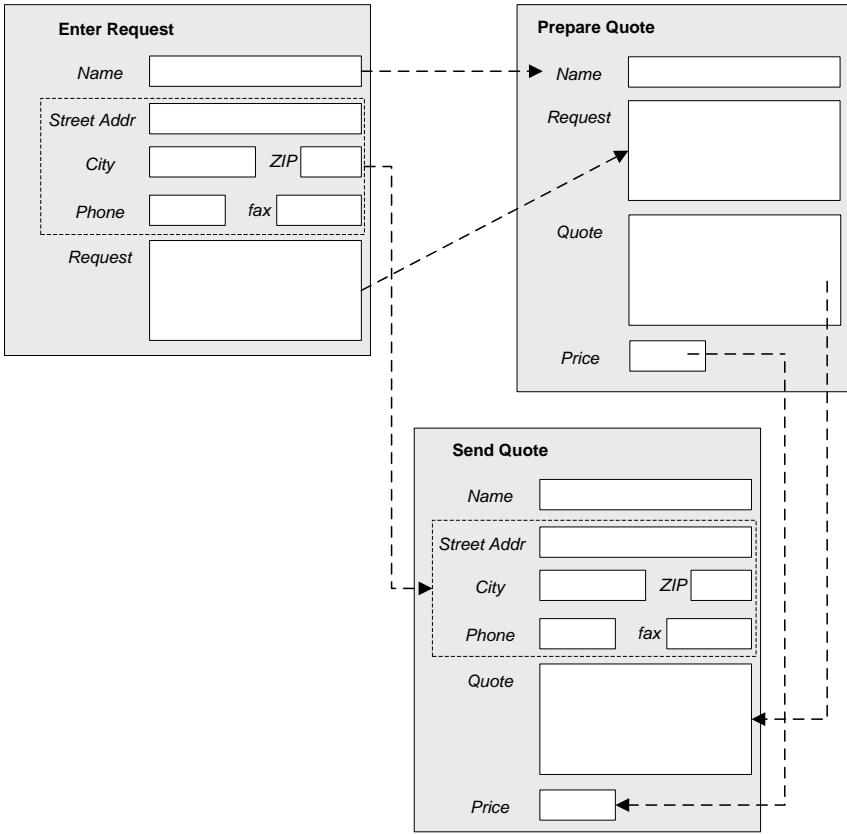 Enter Request
Name
Street Addr
City ZIP
Phone fax
Request
Prepare Quote
Name
Request
Quote
Price
Send Quote
Name
Street Addr
City ZIP
Phone fax
Quote
Price